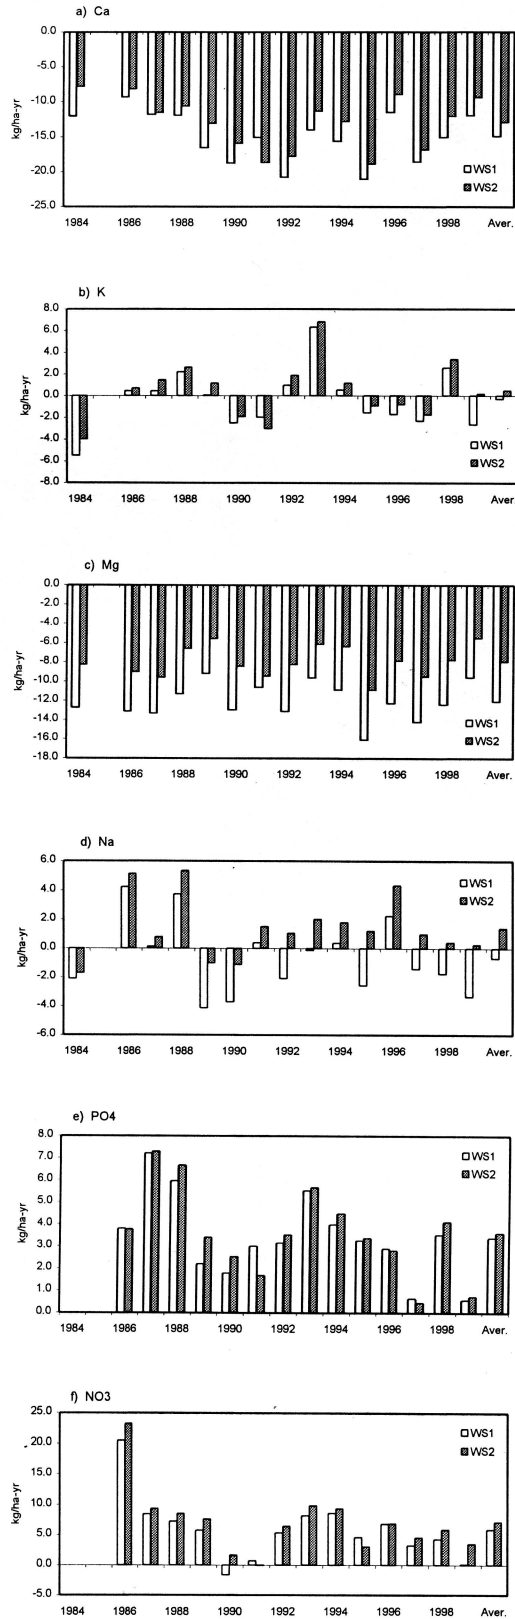 a) Ca
0.0
-5.0
-10.0
-15.0
-20.0
-25.0
kg/ha-yr
WS1
WS2
1984 1986 1988 1990 1992 1994 1996 1998 Aver.
b) K
8.0
6.0
4.0
2.0
0.0
-2.0
-4.0
-6.0
-8.0
kg/ha-yr
WS1
WS2
1984 1986 1988 1990 1992 1994 1996 1998 Aver.
c) Mg
0.0
-2.0
-4.0
-6.0
-8.0
-10.0
-12.0
-14.0
-16.0
-18.0
kg/ha-yr
WS1
WS2
1984 1986 1988 1990 1992 1994 1996 1998 Aver.
d) Na
6.0
4.0
2.0
0.0
-2.0
-4.0
-6.0
kg/ha-yr
WS1
WS2
1984 1986 1988 1990 1992 1994 1996 1998 Aver.
e) PO4
8.0
7.0
6.0
5.0
4.0
3.0
2.0
1.0
0.0
kg/ha-yr
WS1
WS2
1984 1986 1988 1990 1992 1994 1996 1998 Aver.
f) NO3
25.0
20.0
15.0
10.0
5.0
0.0
-5.0
kg/ha-yr
WS1
WS2
1984 1986 1988 1990 1992 1994 1996 1998 Aver.